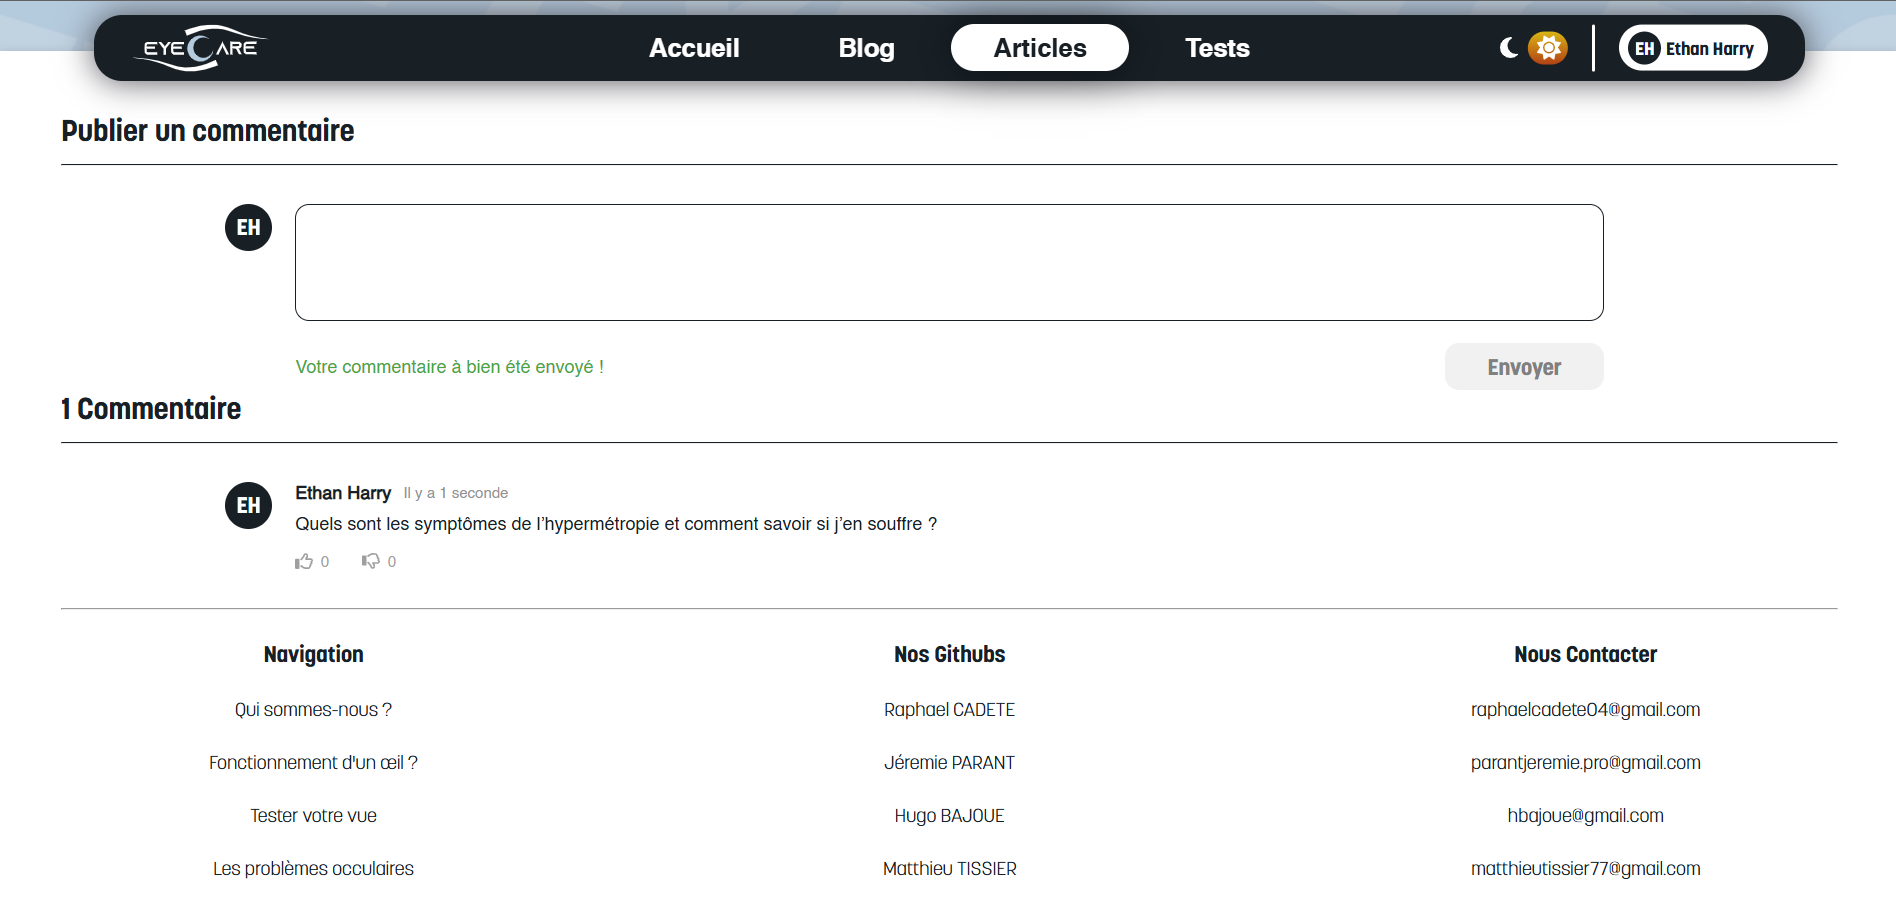 EYECARE
Accueil
Blog
Articles
Tests
EH Ethan Harry
Publier un commentaire
EH
Votre commentaire à bien été envoyé !
Envoyer
1 Commentaire
EH
Ethan Harry Il y a 1 seconde
Quels sont les symptômes de l’hypermétropie et comment savoir si j’en souffre ?
0 0
Navigation
Qui sommes-nous ?
Fonctionnement d'un œil ?
Tester votre vue
Les problèmes occulaires
Nos Githubs
Raphael CADETE
Jéremie PARANT
Hugo BAJOUE
Matthieu TISSIER
Nous Contacter
raphaelcadete04@gmail.com
parantjeremie.pro@gmail.com
hbajoue@gmail.com
matthieutissier77@gmail.com